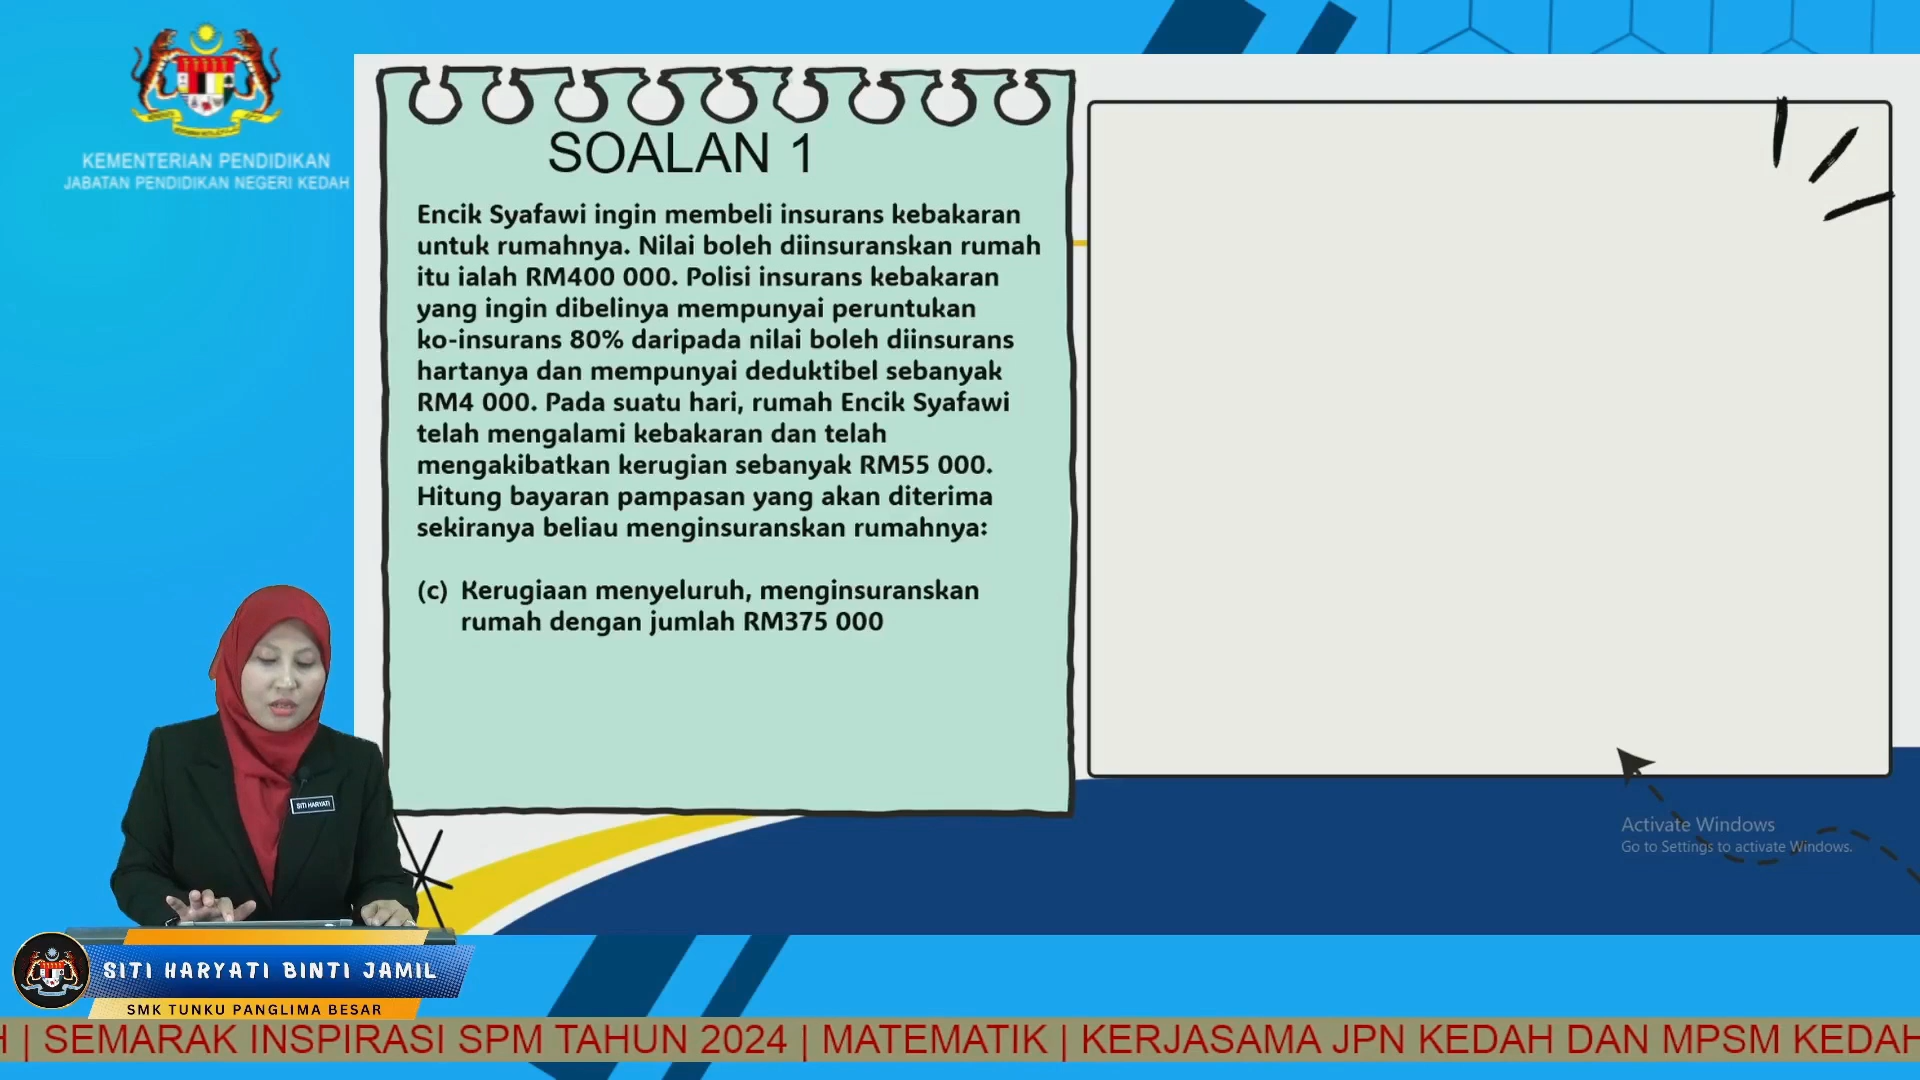 KEMENTERIAN PENDIDIKAN
JABATAN PENDIDIKAN NEGERI KEDAH
SOALAN 1
Encik Syafawi ingin membeli insurans kebakaran
untuk rumahnya. Nilai boleh diinsuranskan rumah
itu ialah RM400 000. Polisi insurans kebakaran
yang ingin dibelinya mempunyai peruntukan
ko-insurans 80% daripada nilai boleh diinsurans
hartanya dan mempunyai deduktibel sebanyak
RM4 000. Pada suatu hari, rumah Encik Syafawi
telah mengalami kebakaran dan telah
mengakibatkan kerugian sebanyak RM55 000.
Hitung bayaran pampasan yang akan diterima
sekiranya beliau menginsuranskan rumahnya:
(c) Kerugiaan menyeluruh, menginsuranskan
rumah dengan jumlah RM375 000
Activate Windows
Go to Settings to activate Windows.
SITI HARYATI
SITI HARYATI BINTI JAMIL
SMK TUNKU PANGLIMA BESAR
H | SEMARAK INSPIRASI SPM TAHUN 2024 | MATEMATIK | KERJASAMA JPN KEDAH DAN MPSM KEDAH